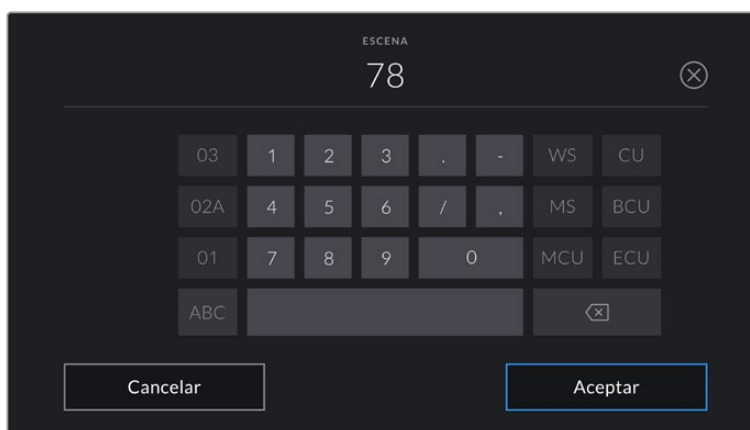 ESCENA
78
03 1 2 3 . - WS CU
02A 4 5 6 / , MS BCU
01 7 8 9 0 MCU ECU
ABC
Cancelar Aceptar